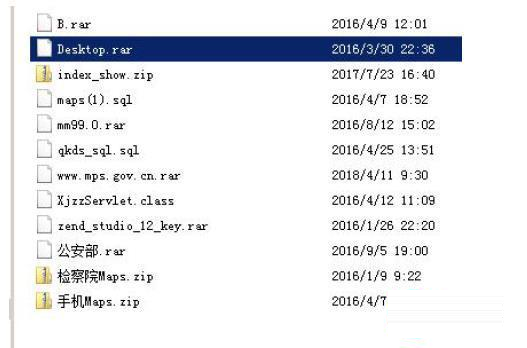 B.rar 2016/4/9 12:01
Desktop.rar 2016/3/30 22:36
index_show.zip 2017/7/23 16:40
maps(1).sql 2016/4/7 18:52
mm99.0.rar 2016/8/12 15:02
qkds_sql.sql 2016/4/25 13:51
www.mps.gov.cn.rar 2018/4/11 9:30
XjzzServlet.class 2016/4/12 11:09
zend_studio_12_key.rar 2016/1/26 22:20
公安部.rar 2016/9/5 19:00
检察院Maps.zip 2016/1/9 9:22
手机Maps.zip 2016/4/7